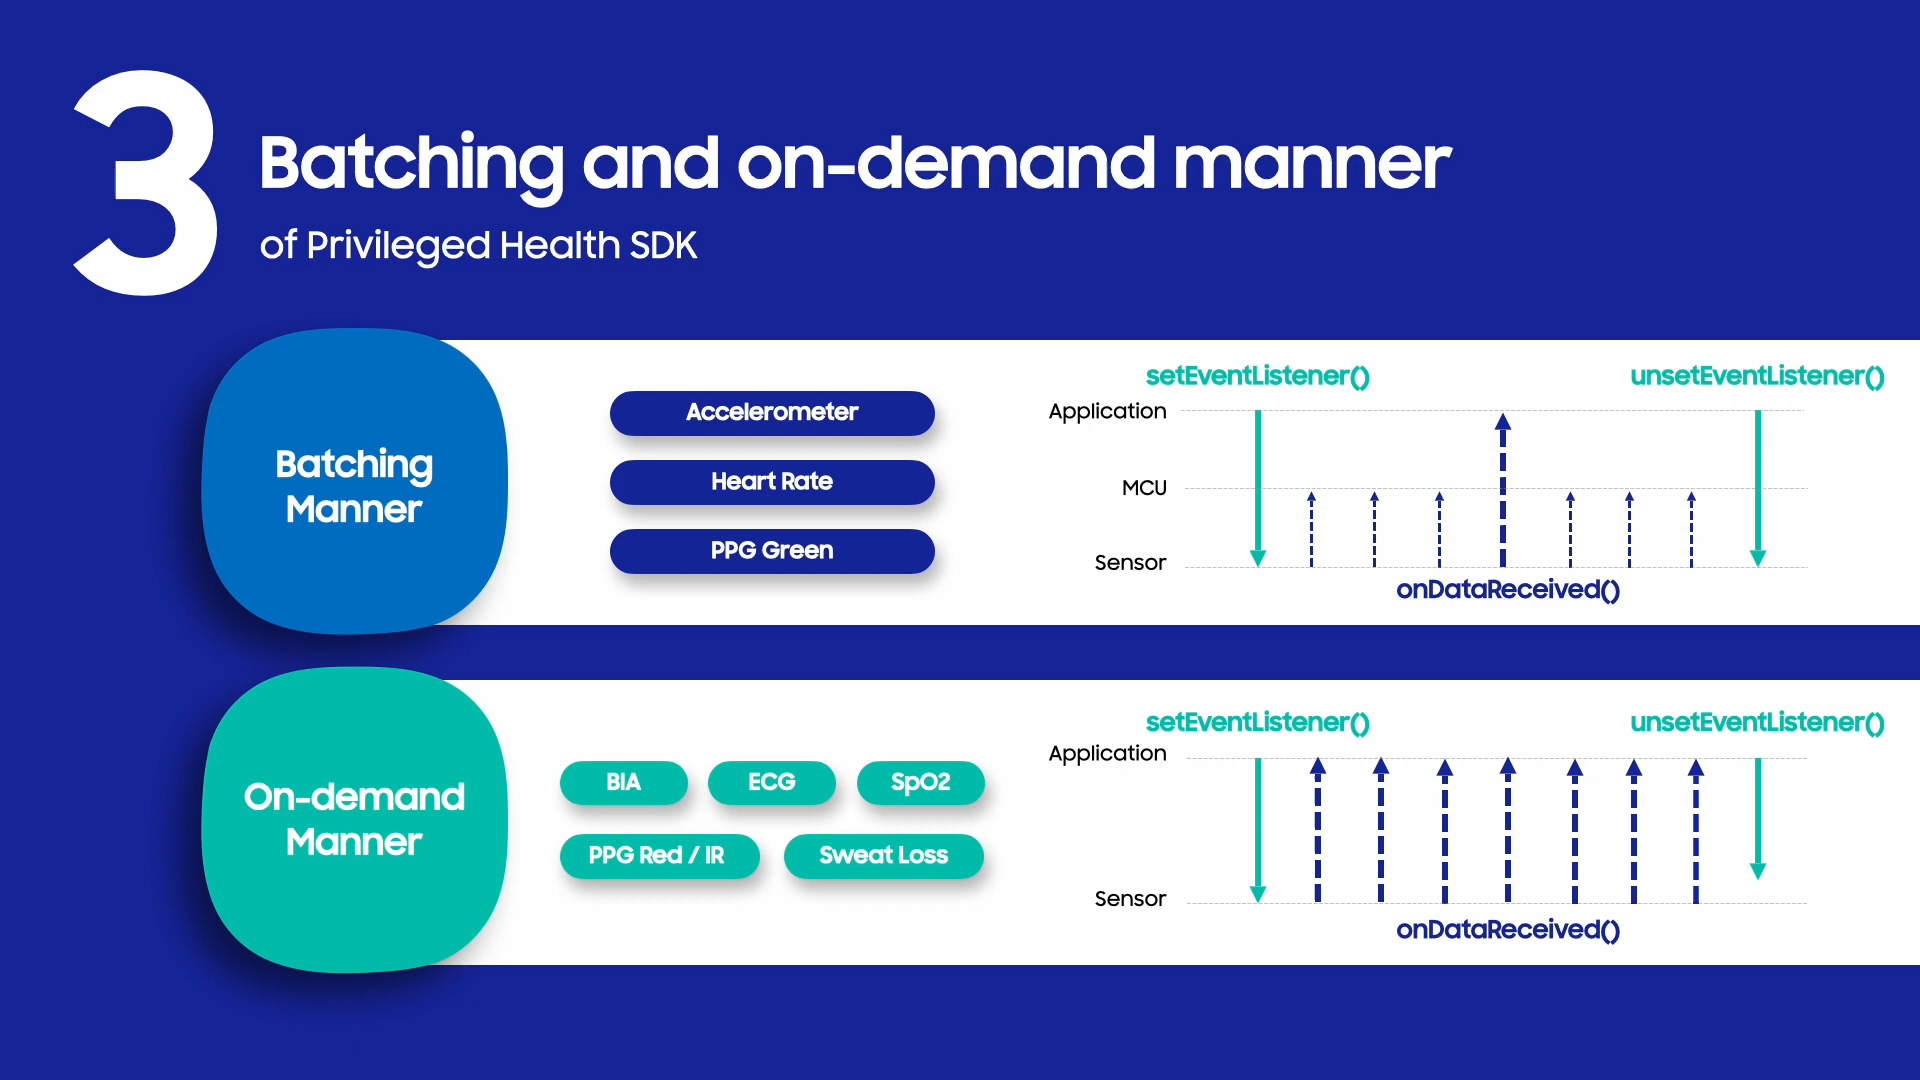 3
Batching and on-demand manner
of Privileged Health SDK
Batching
Manner
Accelerometer
Heart Rate
PPG Green
setEventListener()
unsetEventListener()
Application
MCU
Sensor
onDataReceived()
On-demand
Manner
BIA
ECG
SpO2
PPG Red / IR
Sweat Loss
setEventListener()
unsetEventListener()
Application
Sensor
onDataReceived()